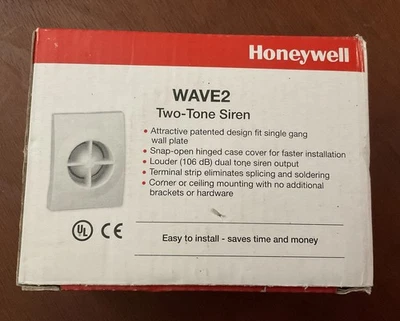 Honeywell
WAVE2
Two-Tone Siren
• Attractive patented design fit single gang
wall plate
• Snap-open hinged case cover for faster installation
• Louder (106 dB) dual tone siren output
• Terminal strip eliminates splicing and soldering
• Corner or ceiling mounting with no additional
brackets or hardware
UL CE
Easy to install - saves time and money